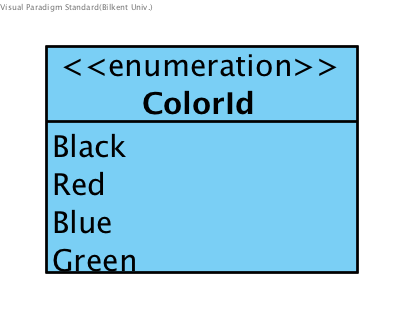 Visual Paradigm Standard(Bilkent Univ.)
<<enumeration>>
ColorId
Black
Red
Blue
Green